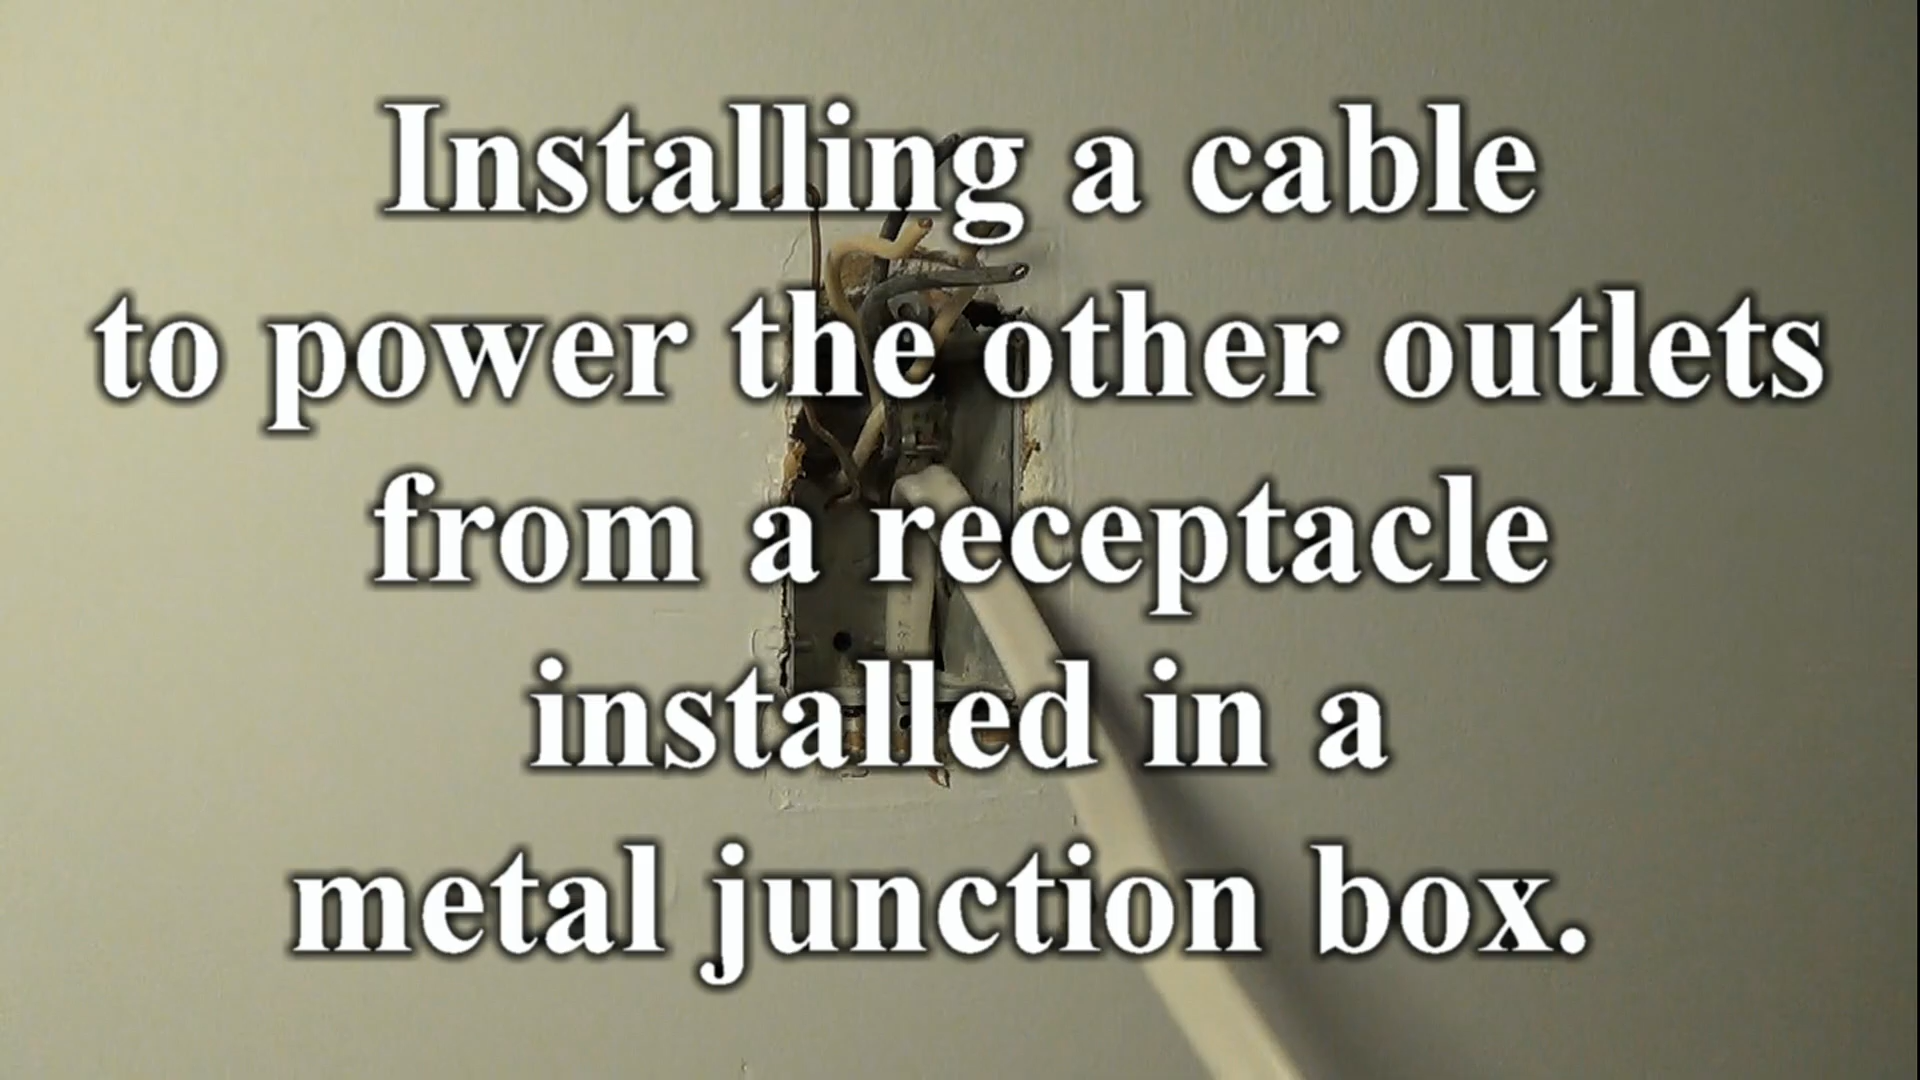 Installing a cable
to power the other outlets
from a receptacle
installed in a
metal junction box.